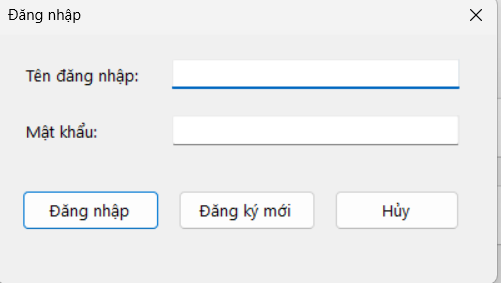 Đăng nhập
Tên đăng nhập:
Mật khẩu:
Đăng nhập
Đăng ký mới
Hủy